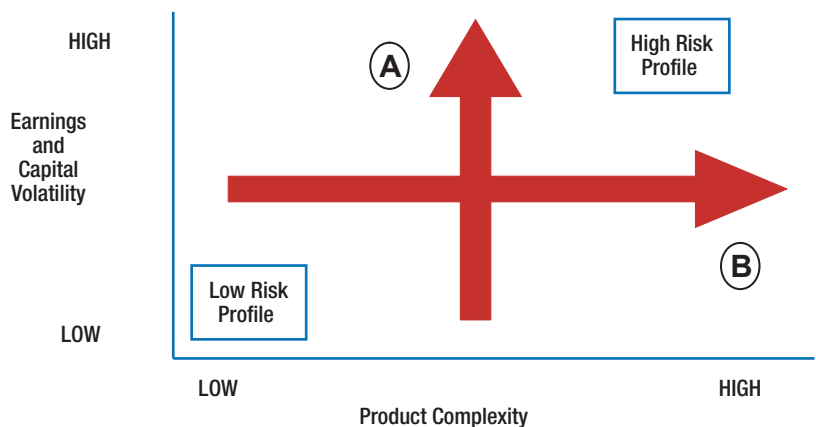 HIGH
A
High Risk
Profile
Earnings
and
Capital
Volatility
B
Low Risk
Profile
LOW
LOW
HIGH
Product Complexity